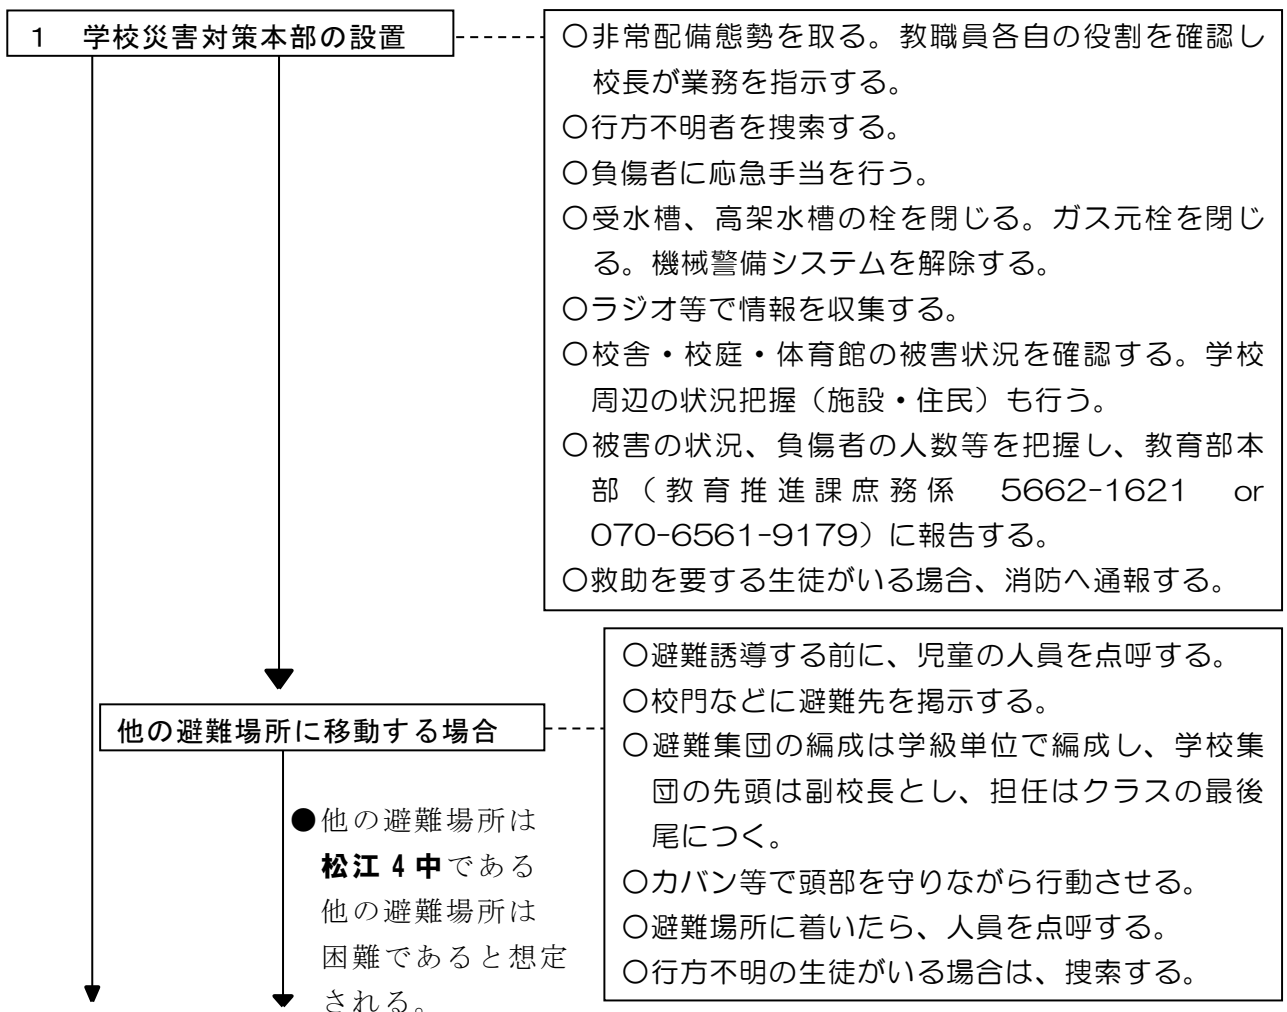 １　学校災害対策本部の設置
〇非常配備態勢を取る。教職員各自の役割を確認し
校長が業務を指示する。
〇行方不明者を捜索する。
〇負傷者に応急手当を行う。
〇受水槽、高架水槽の栓を閉じる。ガス元栓を閉じ
る。機械警備システムを解除する。
〇ラジオ等で情報を収集する。
〇校舎・校庭・体育館の被害状況を確認する。学校
周辺の状況把握（施設・住民）も行う。
〇被害の状況、負傷者の人数等を把握し、教育部本
部（教育推進課庶務係　5662-1621　or
070-6561-9179）に報告する。
〇救助を要する生徒がいる場合、消防へ通報する。
他の避難場所に移動する場合
●他の避難場所は
松江４中である
他の避難場所は
困難であると想定
される。
〇避難誘導する前に、児童の人員を点呼する。
〇校門などに避難先を掲示する。
〇避難集団の編成は学級単位で編成し、学校集
団の先頭は副校長とし、担任はクラスの最後
尾につく。
〇カバン等で頭部を守りながら行動させる。
〇避難場所に着いたら、人員を点呼する。
〇行方不明の生徒がいる場合は、捜索する。